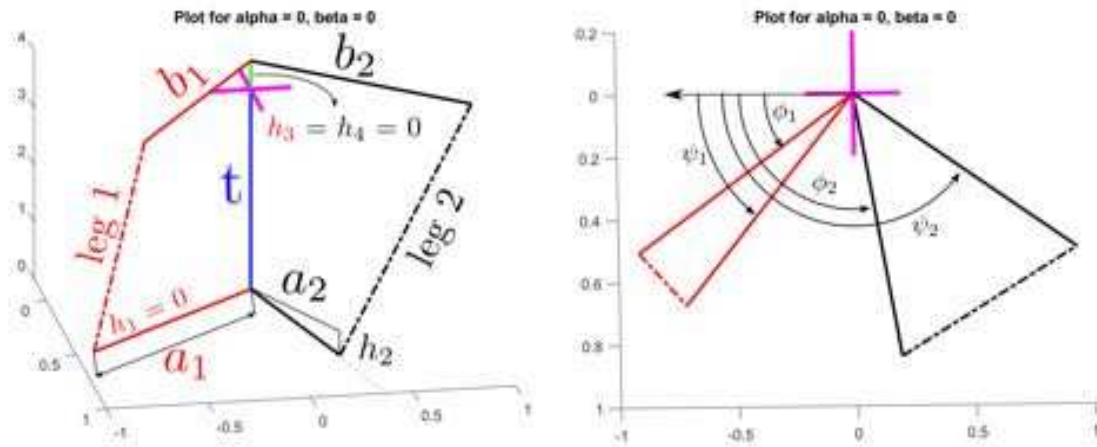 Plot for alpha = 0, beta = 0
4
3
2
1
0
0
0.5
1
-1
-0.5
0
0.5
1
b₁
b₂
h₃ = h₄ = 0
t
leg 1
leg 2
h₁ = 0
a₁
a₂
h₂
Plot for alpha = 0, beta = 0
0.2
0
0.2
0.4
0.6
0.8
1
-1
-0.5
0
0.5
1
ϕ₁
ψ₁
ϕ₂
ψ₂